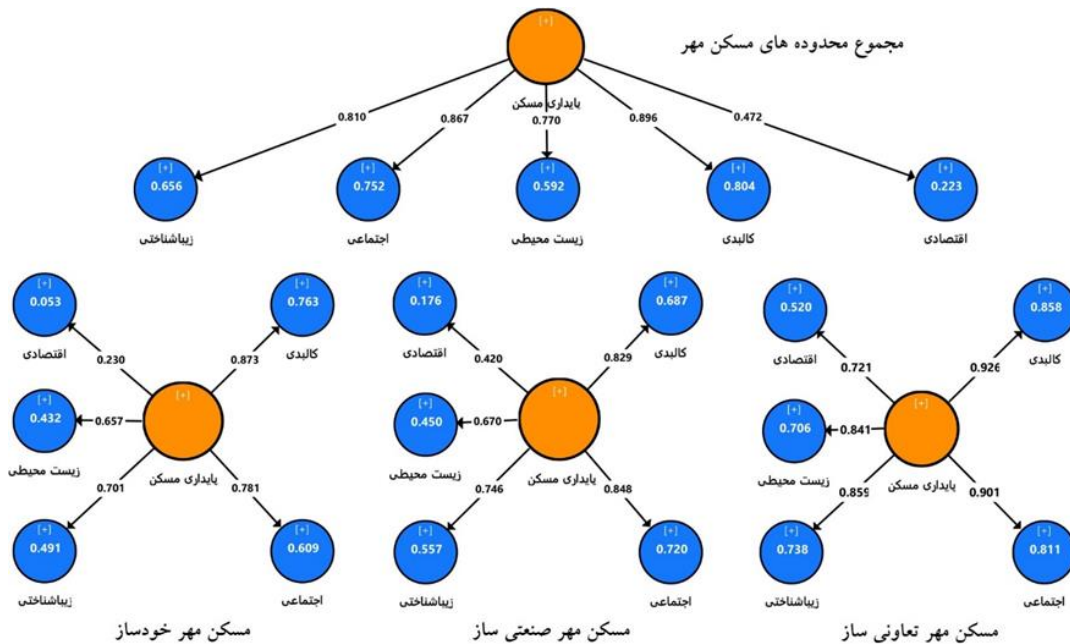 مجموع محدوده های مسکن مهر
[+]
پایداری مسکن
0.810 0.867 0.770 0.896 0.472
[+] [+] [+] [+] [+]
0.656 0.752 0.592 0.804 0.223
زیباشناختی اجتماعی زیست محیطی کالبدی اقتصادی
[+]
0.053
اقتصادی
[+]
0.763
کالبدی
0.230
0.873
[+]
0.432
زیست محیطی
0.657
[+]
پایداری مسکن
0.701
0.781
[+]
0.491
زیباشناختی
[+]
0.609
اجتماعی
مسکن مهر خودساز
[+]
0.176
اقتصادی
[+]
0.687
کالبدی
0.420
0.829
[+]
0.450
زیست محیطی
0.670
[+]
پایداری مسکن
0.746
0.848
[+]
0.557
زیباشناختی
[+]
0.720
اجتماعی
مسکن مهر صنعتی ساز
[+]
0.520
اقتصادی
[+]
0.858
کالبدی
0.721
0.926
[+]
0.706
زیست محیطی
0.841
[+]
پایداری مسکن
0.859
0.901
[+]
0.738
زیباشناختی
[+]
0.811
اجتماعی
مسکن مهر تعاونی ساز